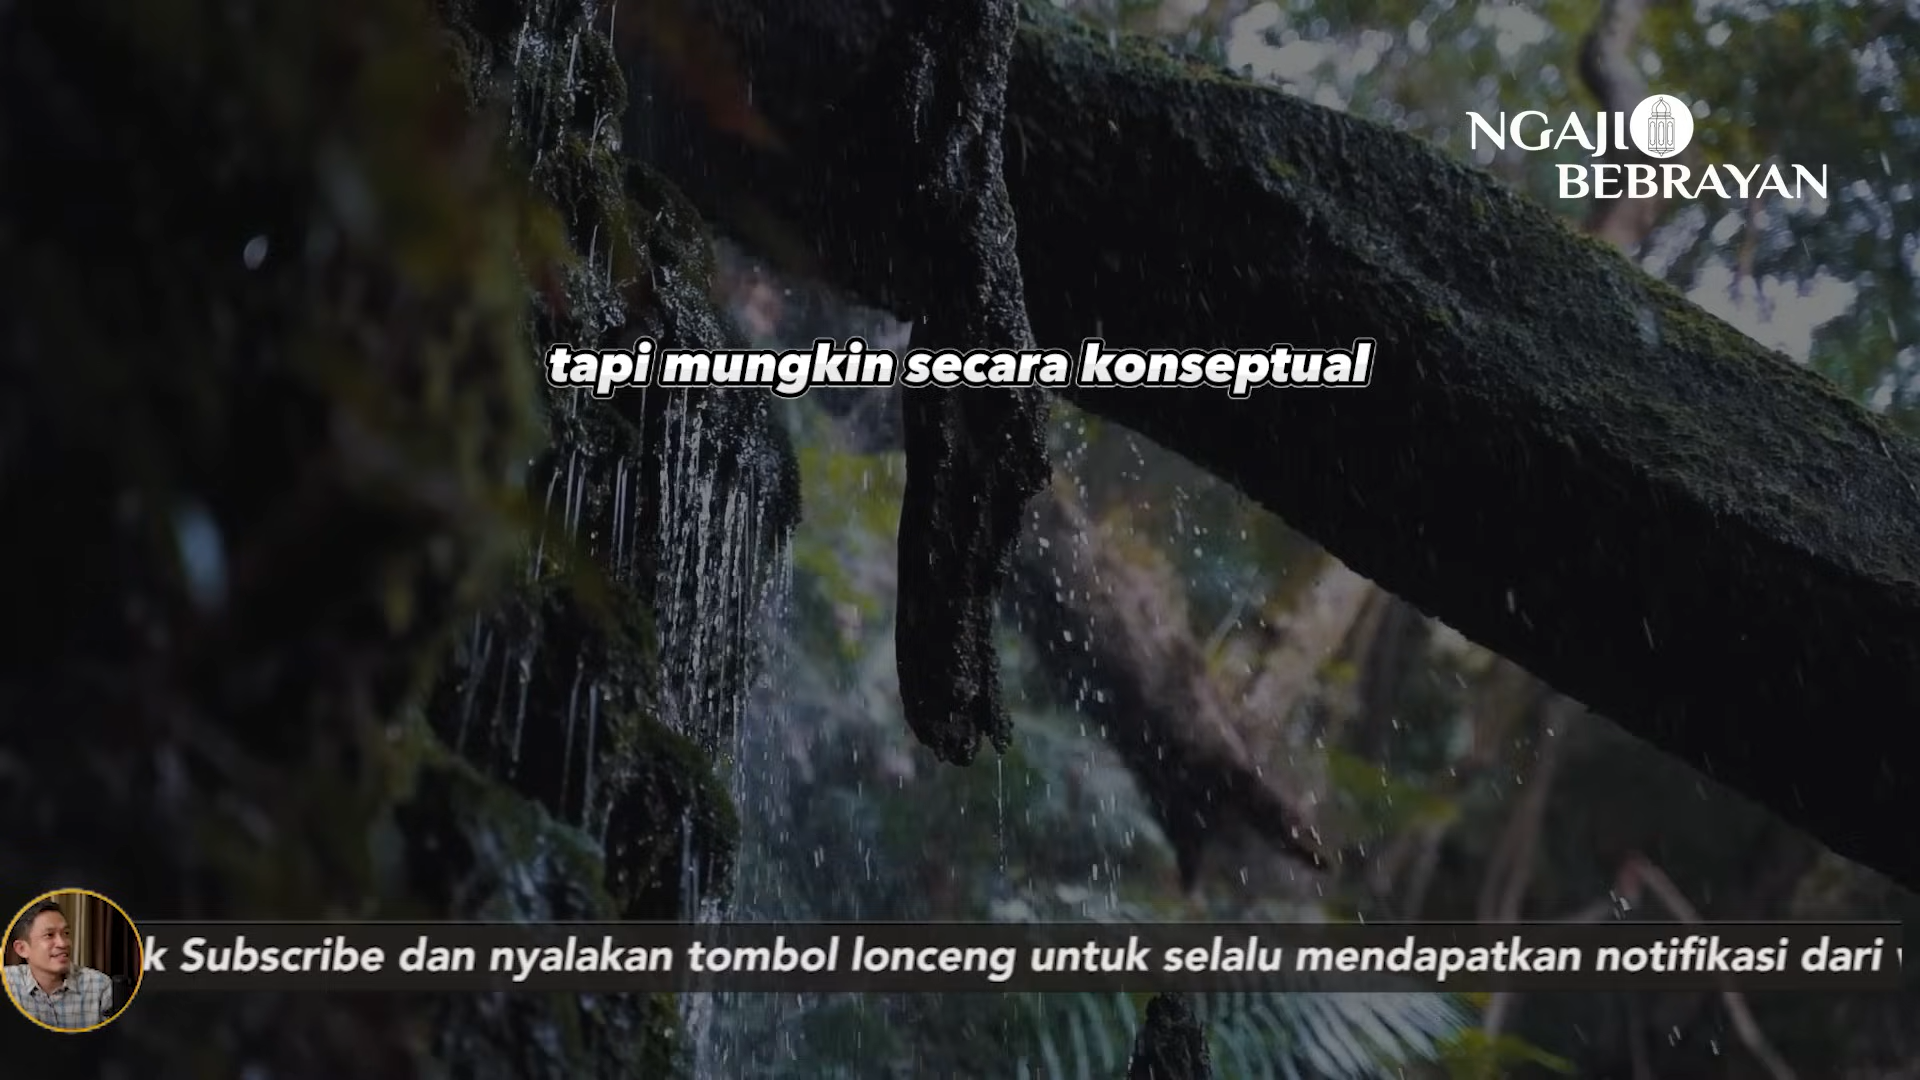 NGAJI
BEBRAYAN
tapi mungkin secara konseptual
k Subscribe dan nyalakan tombol lonceng untuk selalu mendapatkan notifikasi dari